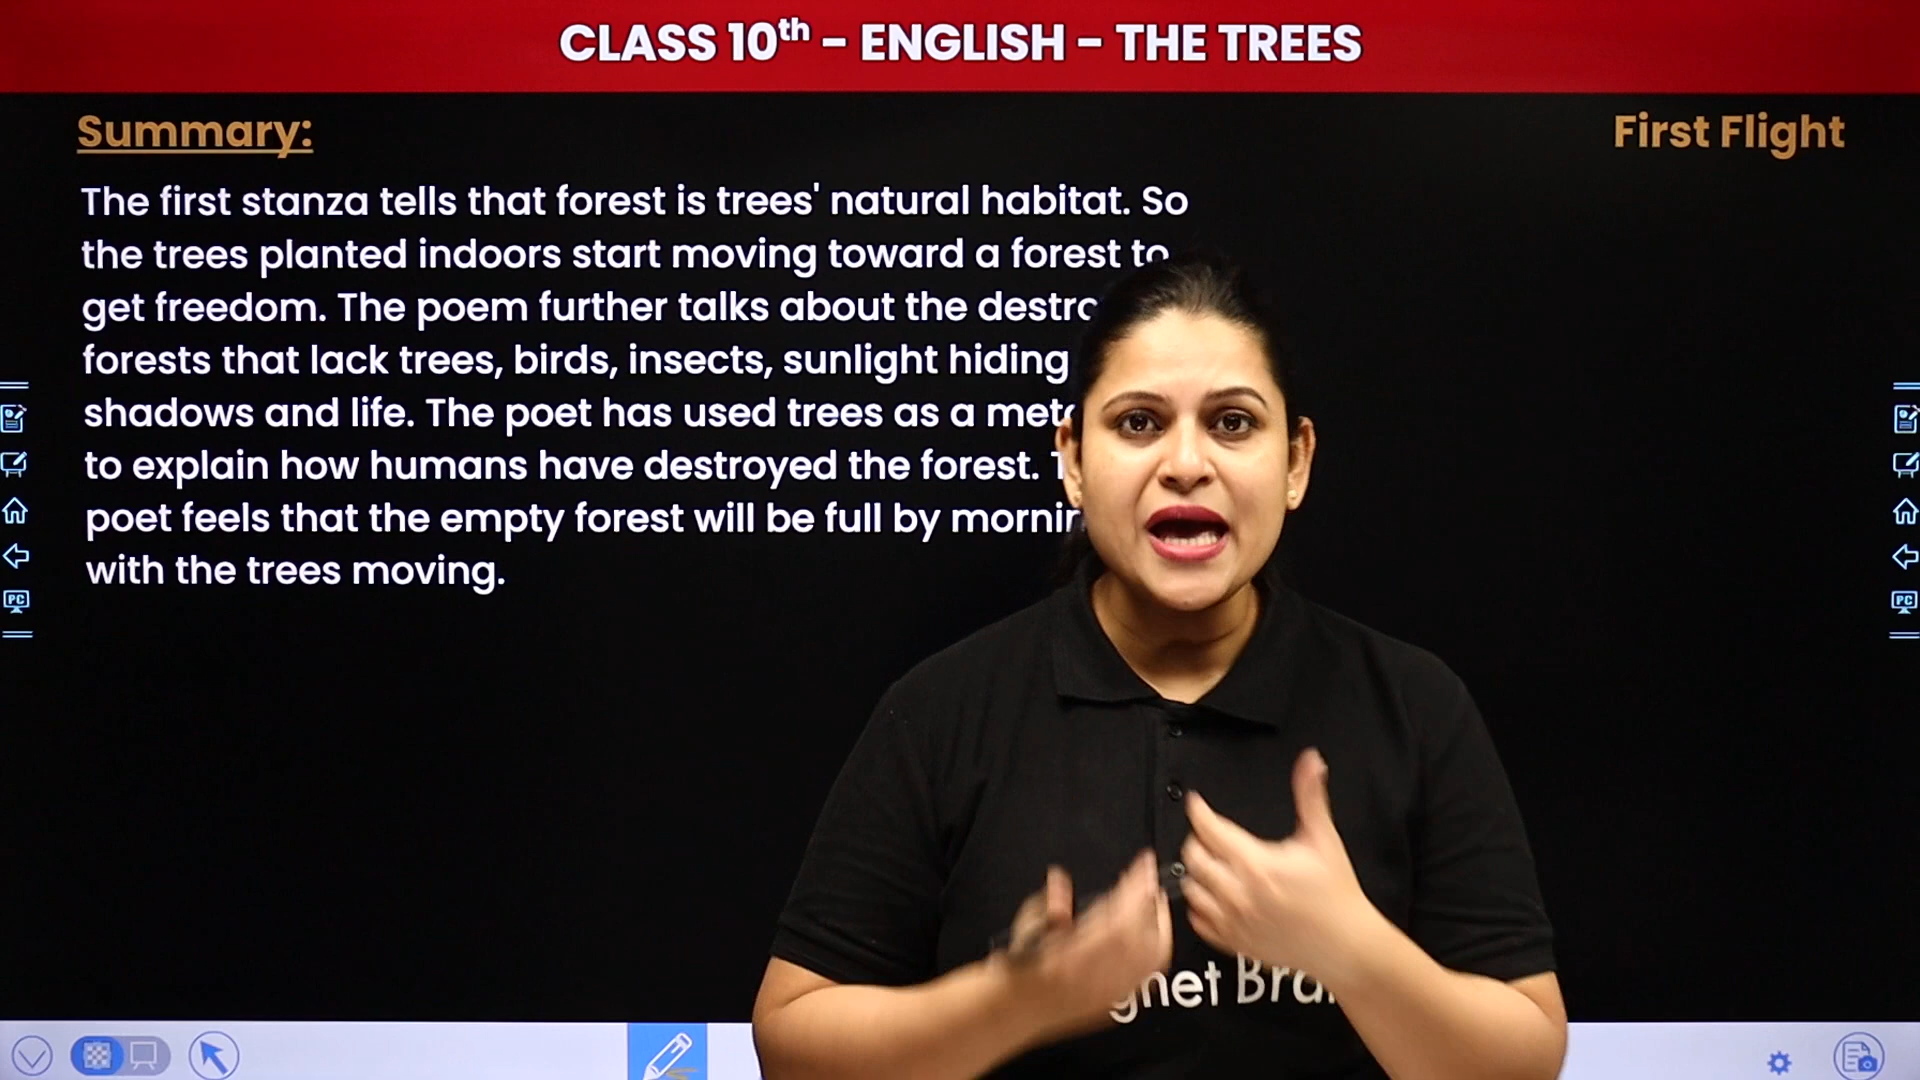 CLASS 10th - ENGLISH - THE TREES
Summary:
First Flight
The first stanza tells that forest is trees' natural habitat. So
the trees planted indoors start moving toward a forest to
get freedom. The poem further talks about the
forests that lack trees, birds, insects, sunlight hiding
shadows and life. The poet has used trees as a
to explain how humans have destroyed the forest.
poet feels that the empty forest will be full by
with the trees moving.
PC
PC